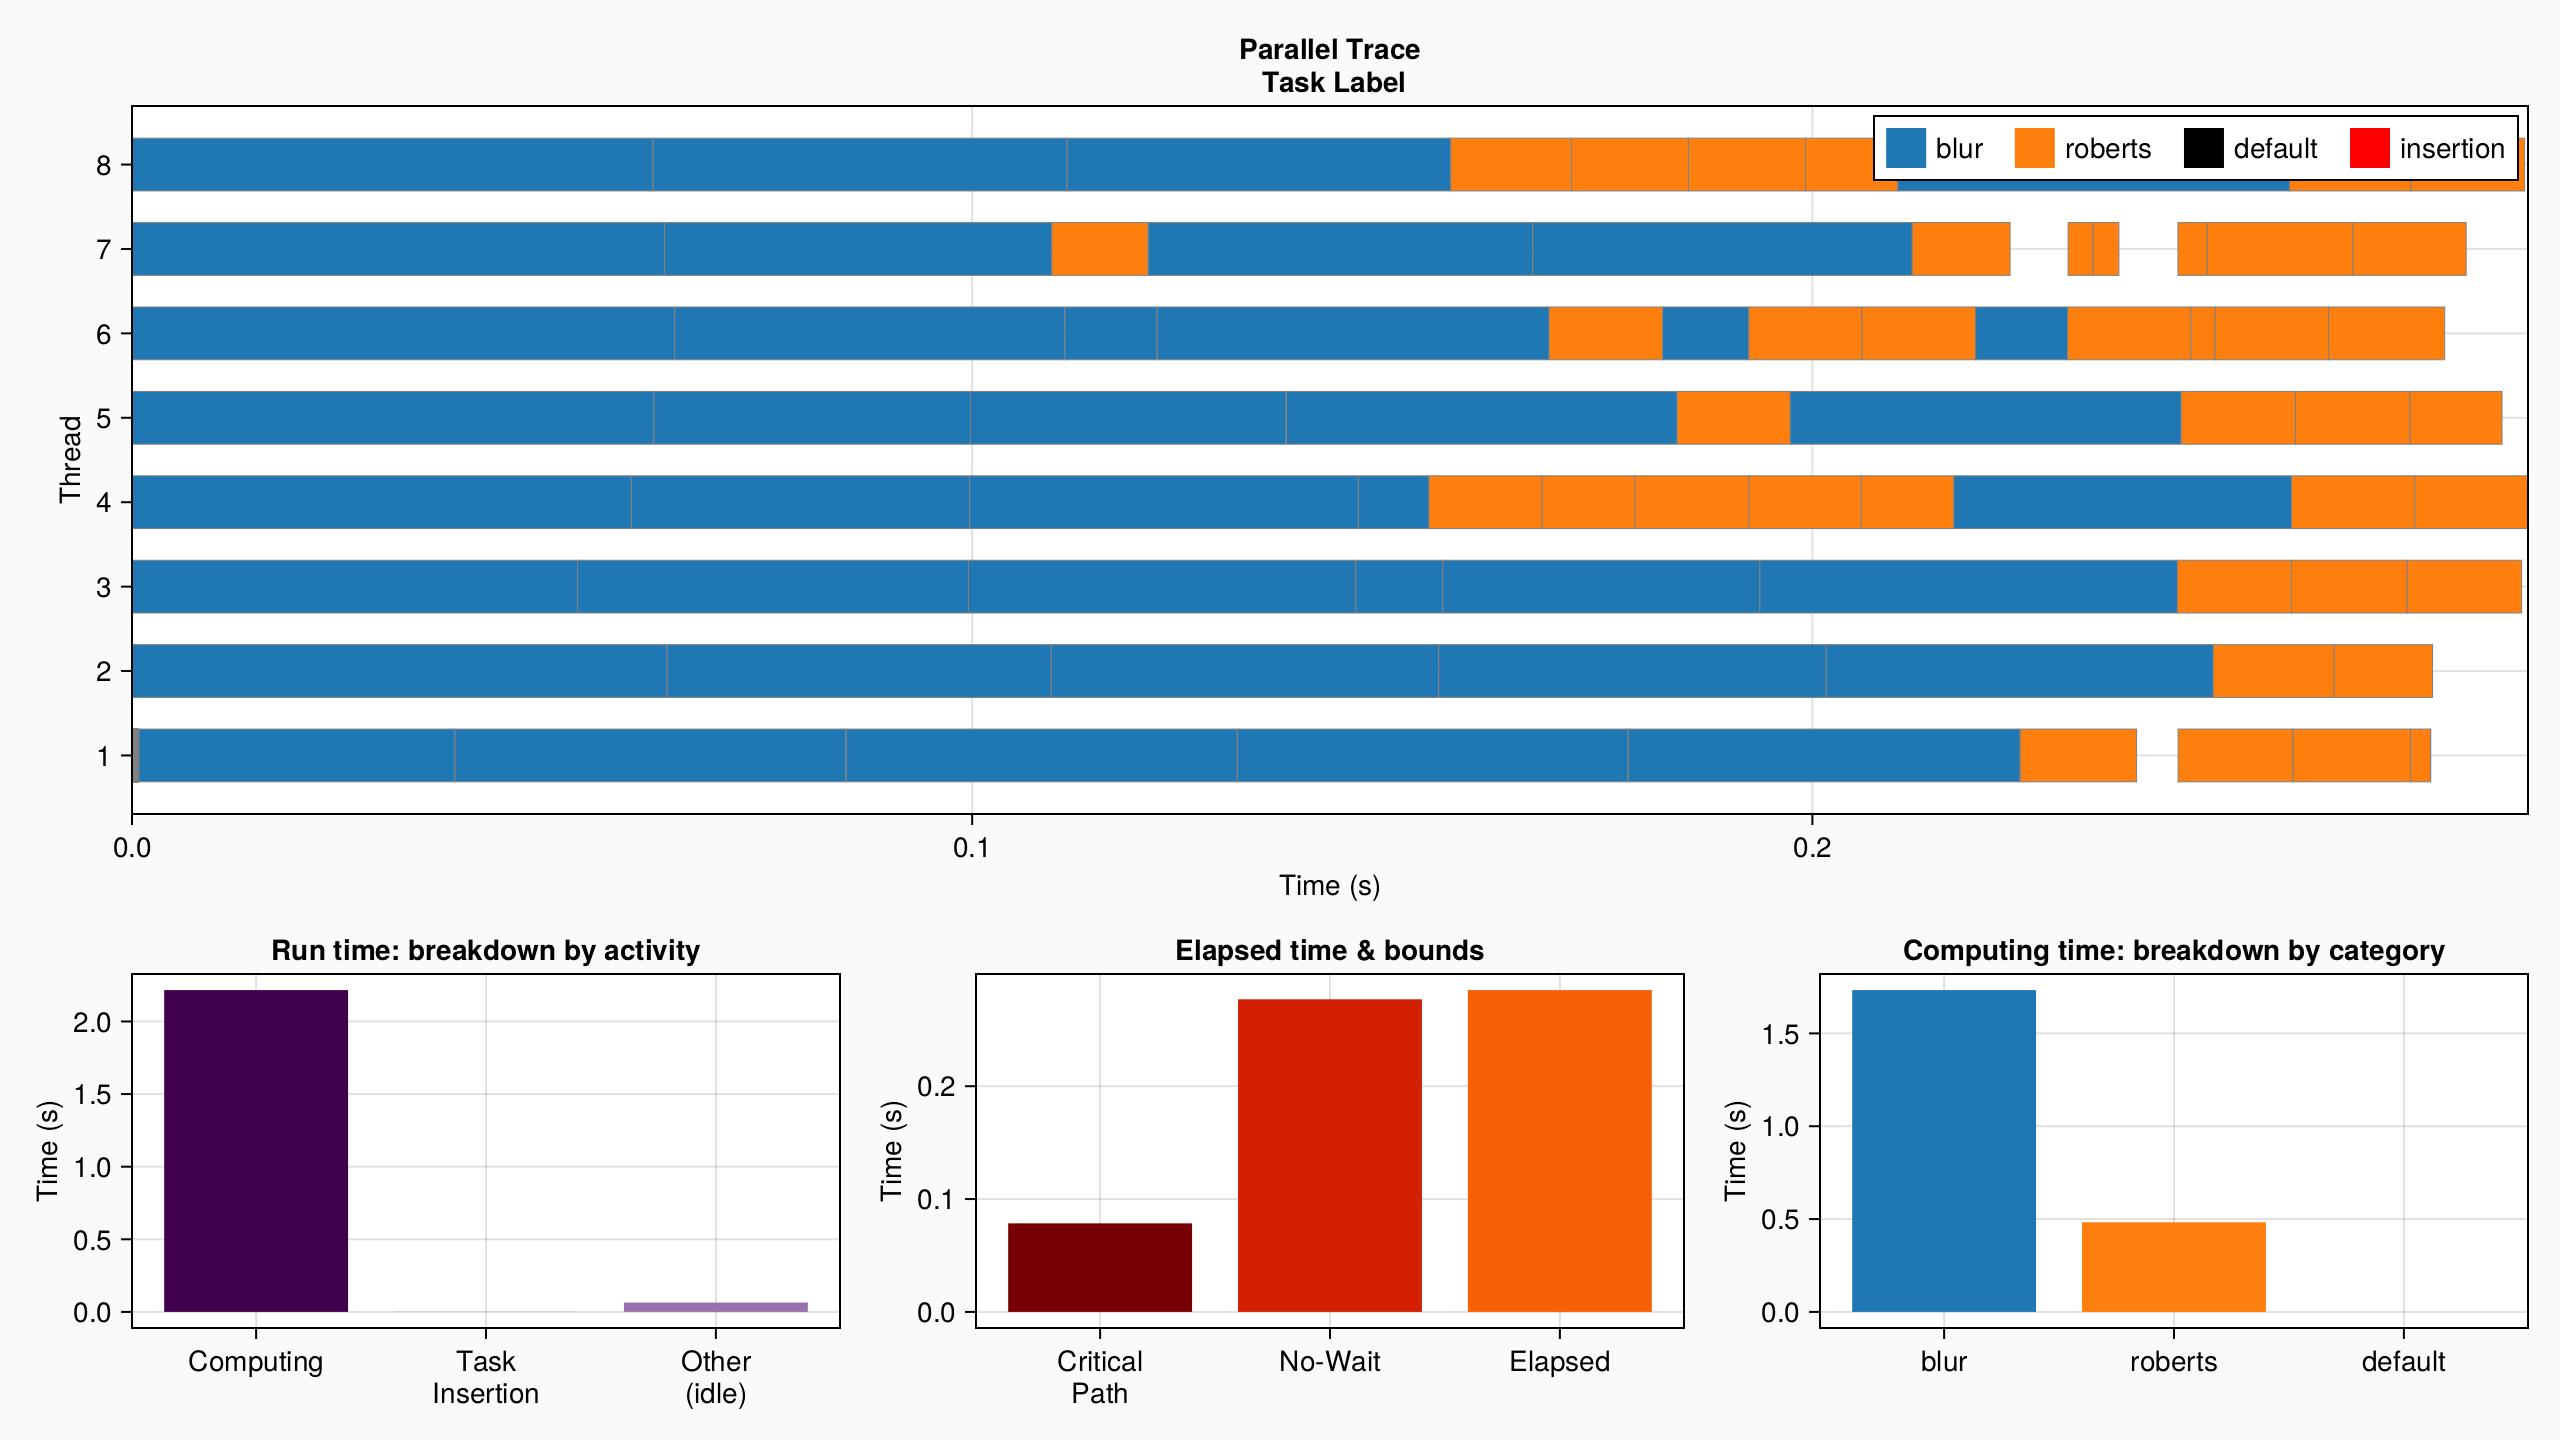 Parallel Trace
Task Label
blur roberts default insertion
Thread
8
7
6
5
4
3
2
1
0.0 0.1 0.2
Time (s)
Run time: breakdown by activity
Time (s)
2.0
1.5
1.0
0.5
0.0
Computing Task Other
Insertion (idle)
Elapsed time & bounds
Time (s)
0.2
0.1
0.0
Critical No-Wait Elapsed
Path
Computing time: breakdown by category
Time (s)
1.5
1.0
0.5
0.0
blur roberts default